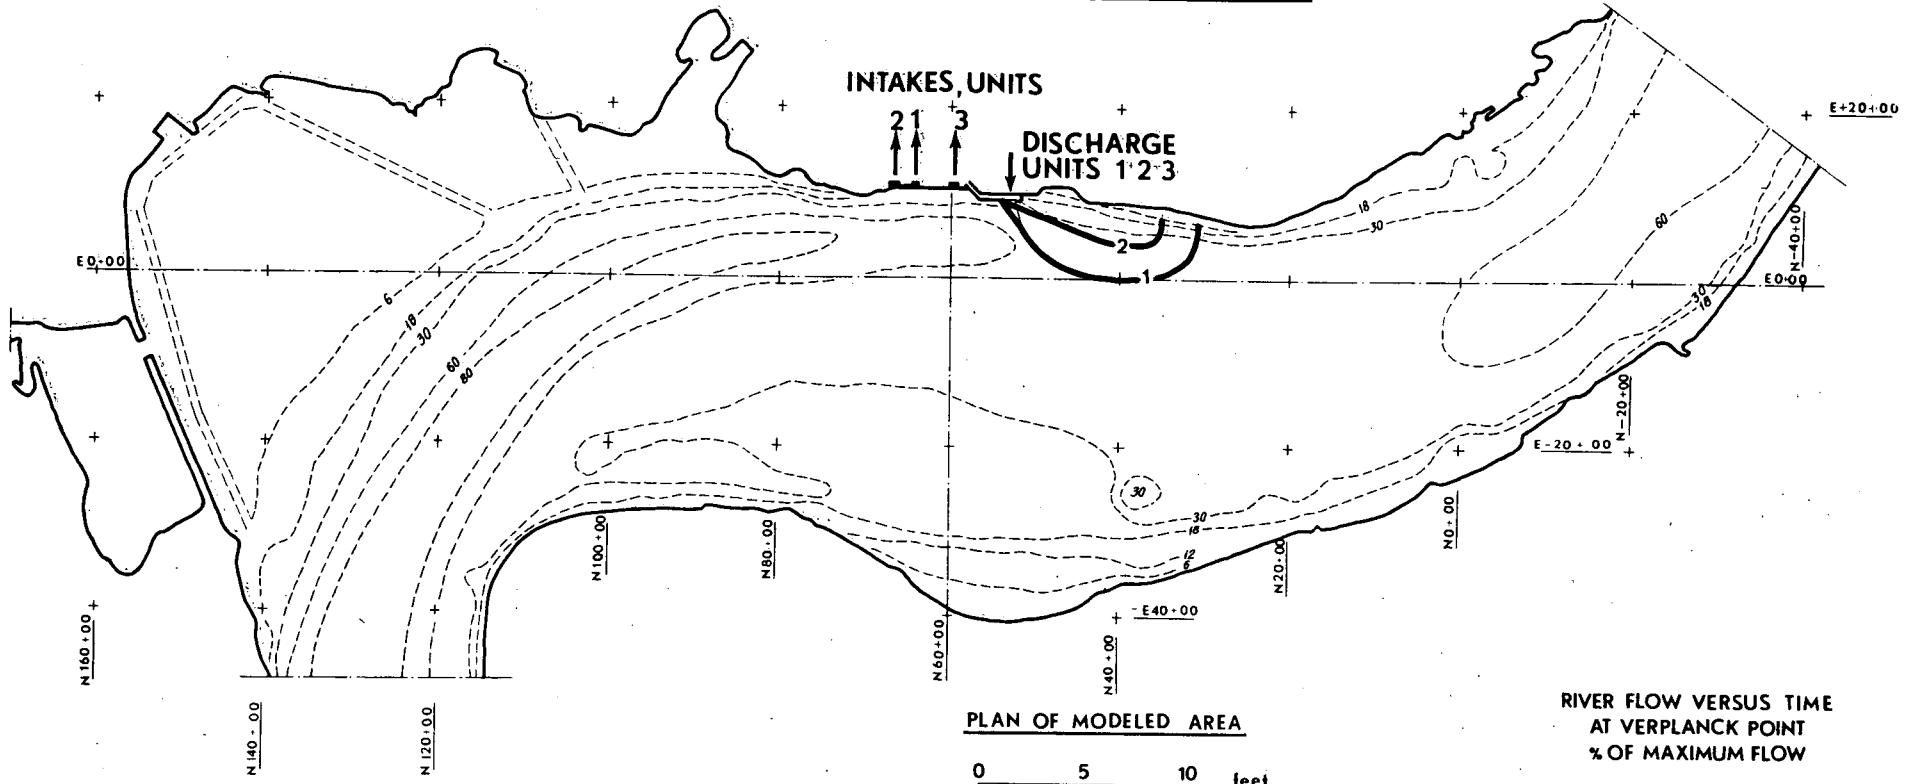 INTAKES, UNITS
2 1 3
DISCHARGE
UNITS 1+2+3
E+20+00
18
30
60
N-40+00
E 0+00
E 0+00
2
1
6
18
30
60
80
30
18
N-20+00
E-20+00
30
30
18
12
6
N100+00
N80+00
N20+00
N0+00
-E40+00
N160+00
N60+00
N40+00
N140+00
N120+00
PLAN OF MODELED AREA
0 5 10 feet
RIVER FLOW VERSUS TIME
AT VERPLANCK POINT
% OF MAXIMUM FLOW